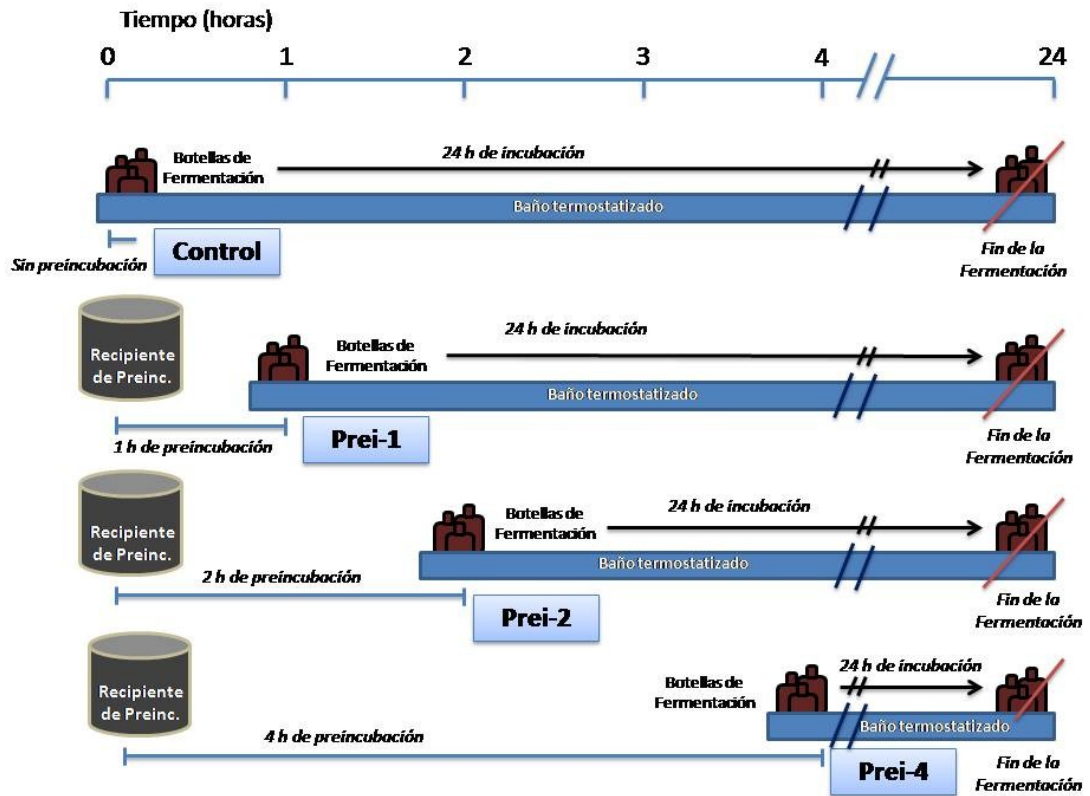 Tiempo (horas)
0 1 2 3 4 24
Botellas de
Fermentación
24 h de incubación
Baño termostatizado
Sin preincubación
Control
Fin de la
Fermentación
Recipiente
de Preinc.
Botellas de
Fermentación
24 h de incubación
Baño termostatizado
1 h de preincubación
Prei-1
Fin de la
Fermentación
Recipiente
de Preinc.
Botellas de
Fermentación
24 h de incubación
Baño termostatizado
2 h de preincubación
Prei-2
Fin de la
Fermentación
Recipiente
de Preinc.
Botellas de
Fermentación
24 h de incubación
Baño termostatizado
4 h de preincubación
Prei-4
Fin de la
Fermentación